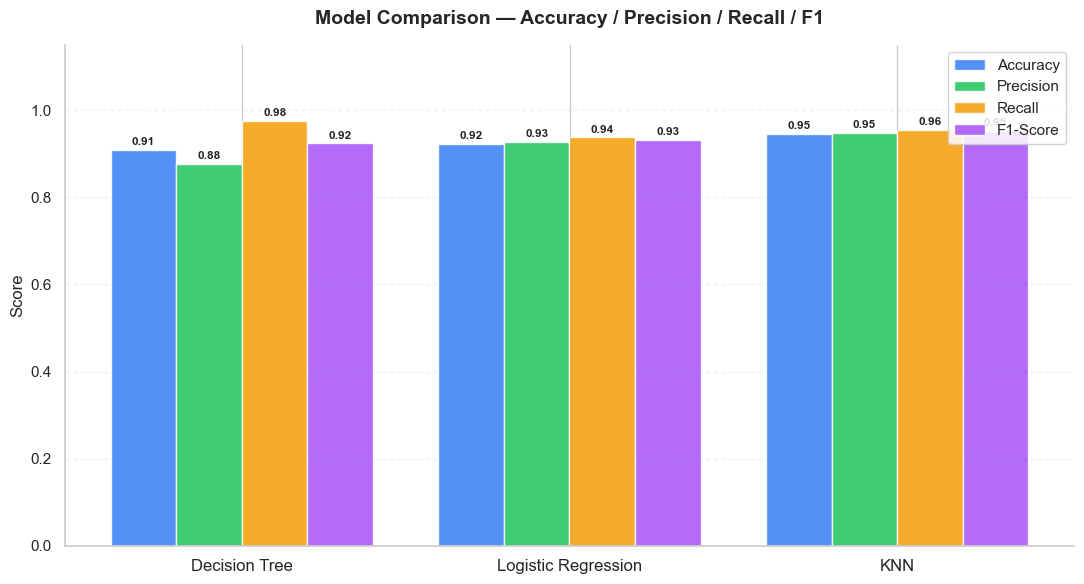 Model Comparison — Accuracy / Precision / Recall / F1
Accuracy
Precision
Recall
F1-Score
1.0
0.8
0.6
0.4
0.2
0.0
Score
0.91
0.88
0.98
0.92
0.92
0.93
0.94
0.93
0.95
0.95
0.96
0.95
Decision Tree
Logistic Regression
KNN